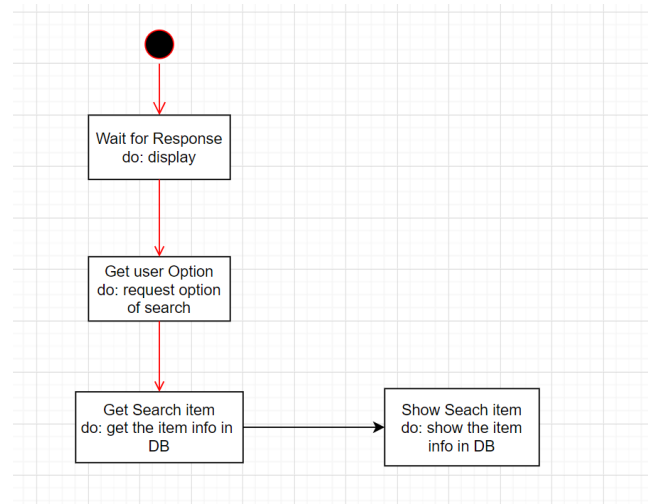 Wait for Response
do: display
Get user Option
do: request option
of search
Get Search item
do: get the item info in
DB
Show Seach item
do: show the item
info in DB